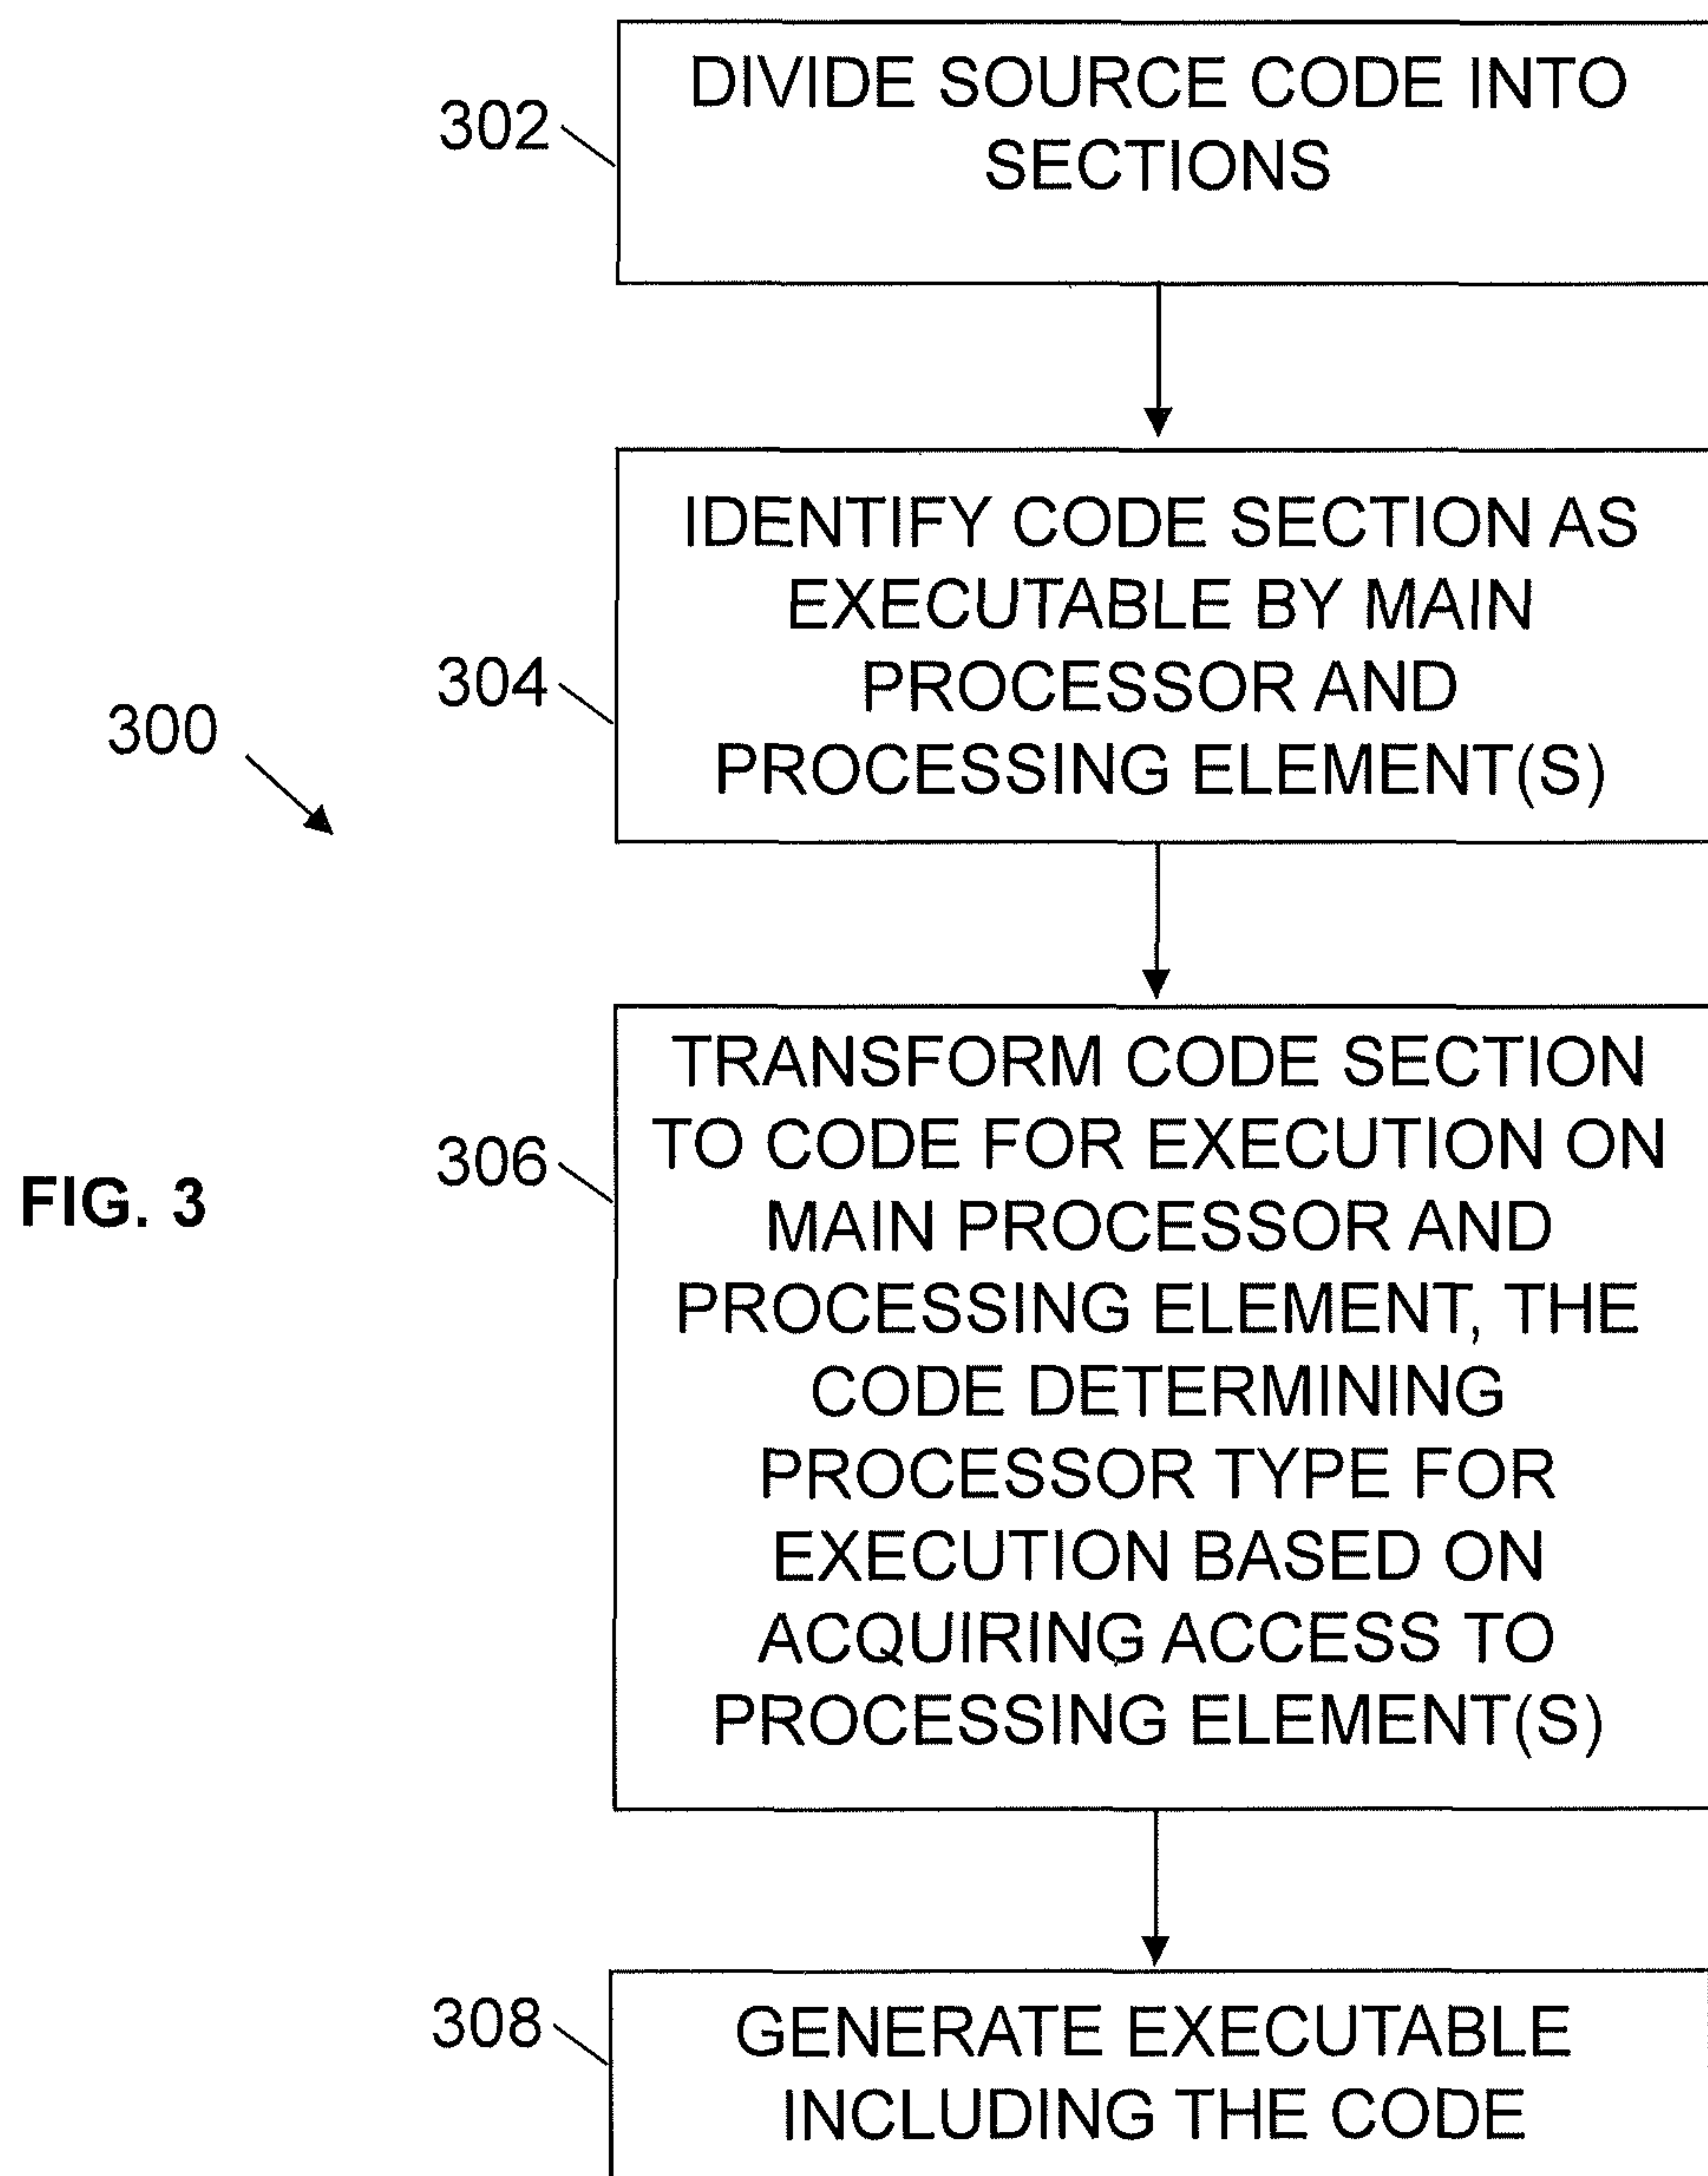 302
DIVIDE SOURCE CODE INTO
SECTIONS
300
304
IDENTIFY CODE SECTION AS
EXECUTABLE BY MAIN
PROCESSOR AND
PROCESSING ELEMENT(S)
FIG. 3
306
TRANSFORM CODE SECTION
TO CODE FOR EXECUTION ON
MAIN PROCESSOR AND
PROCESSING ELEMENT, THE
CODE DETERMINING
PROCESSOR TYPE FOR
EXECUTION BASED ON
ACQUIRING ACCESS TO
PROCESSING ELEMENT(S)
308
GENERATE EXECUTABLE
INCLUDING THE CODE